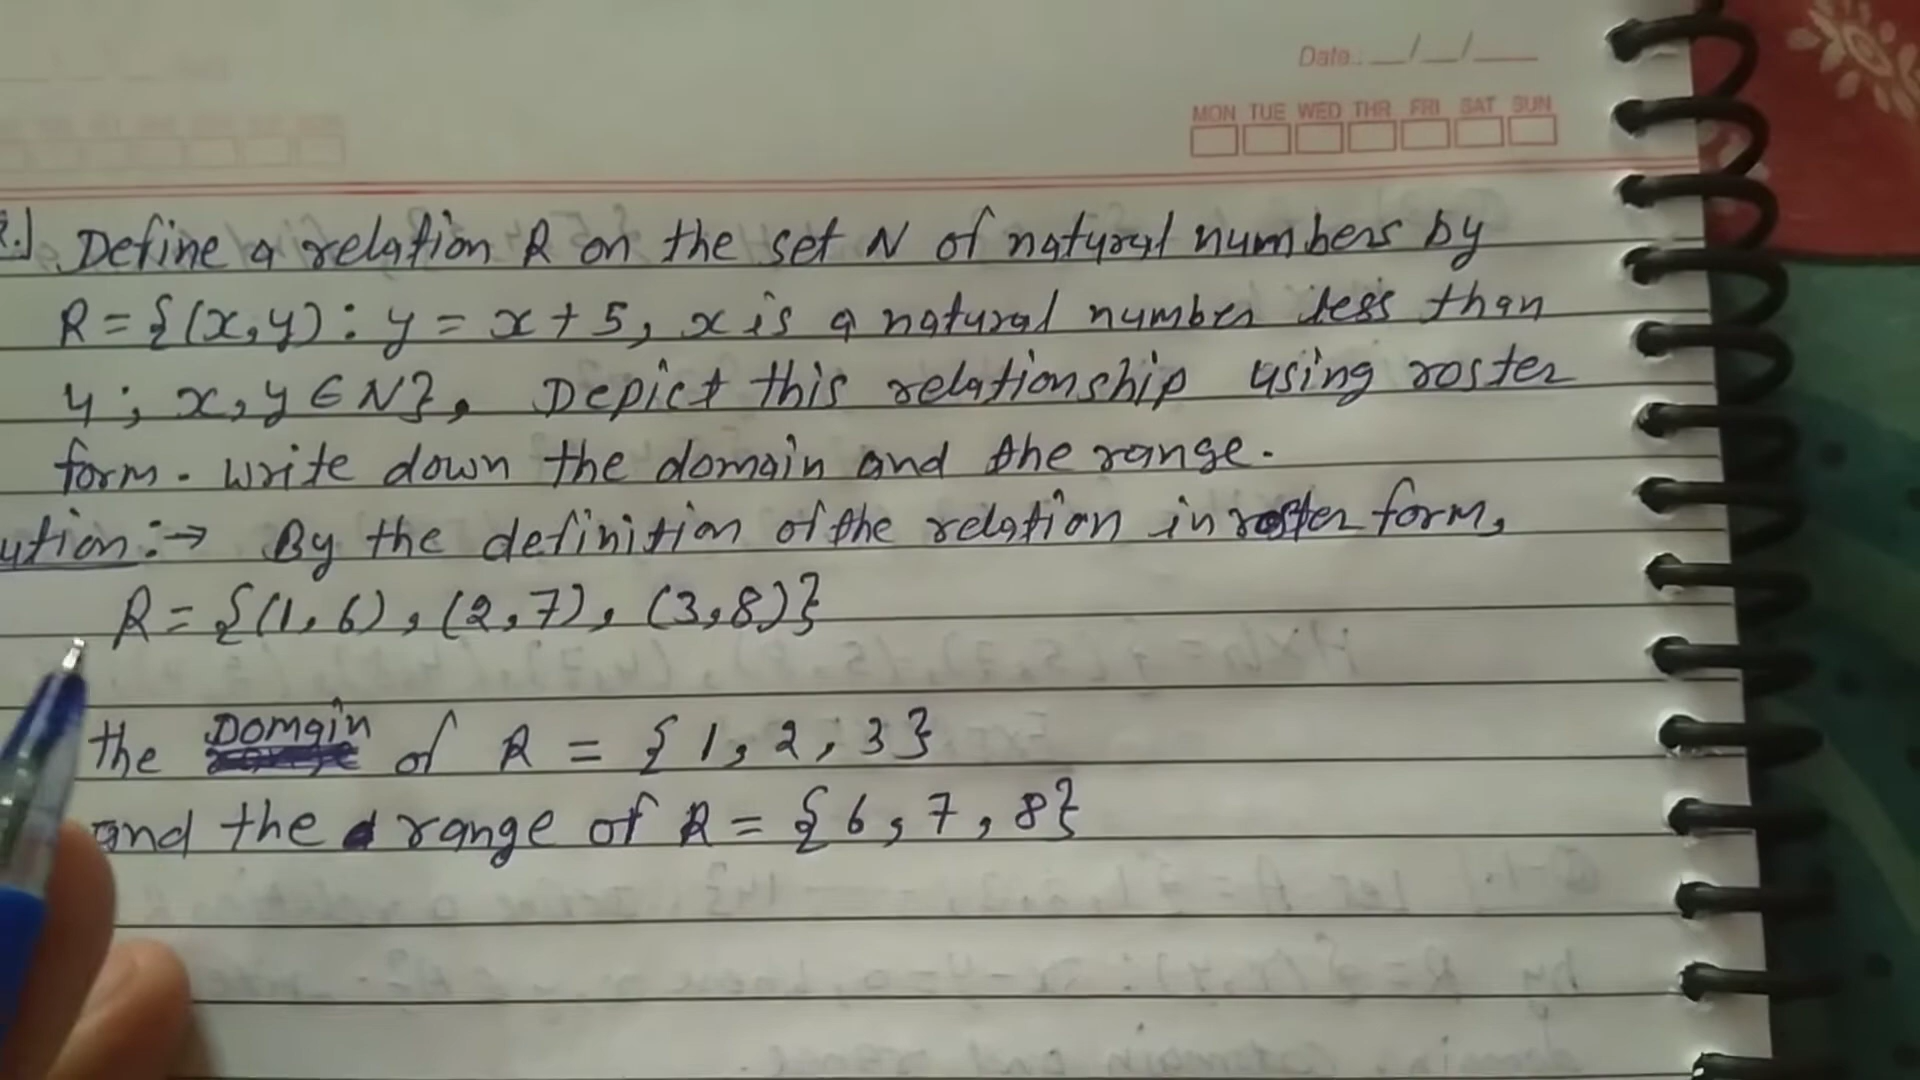 Date.: __/__/___
MON TUE WED THR FRI SAT SUN
Define a relation R on the set N of natural numbers by
R = {(x,y) : y = x + 5, x is a natural number less than
4; x, y ∈ N}, Depict this relationship using roster
form. Write down the domain and the range.
ution:→ By the definition of the relation in roster form,
R = {(1,6), (2,7), (3,8)}
the Domain of R = {1, 2, 3}
and the range of R = {6, 7, 8}